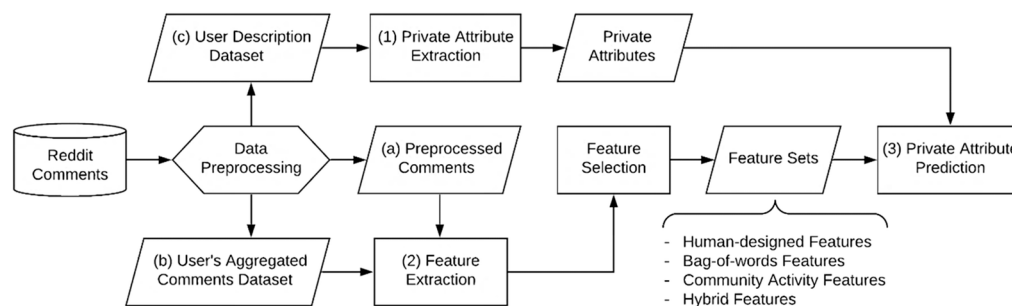 (c) User Description
Dataset
(1) Private Attribute
Extraction
Private
Attributes
Reddit
Comments
Data
Preprocessing
(a) Preprocessed
Comments
Feature
Selection
Feature Sets
(3) Private Attribute
Prediction
(b) User's Aggregated
Comments Dataset
(2) Feature
Extraction
- Human-designed Features
- Bag-of-words Features
- Community Activity Features
- Hybrid Features